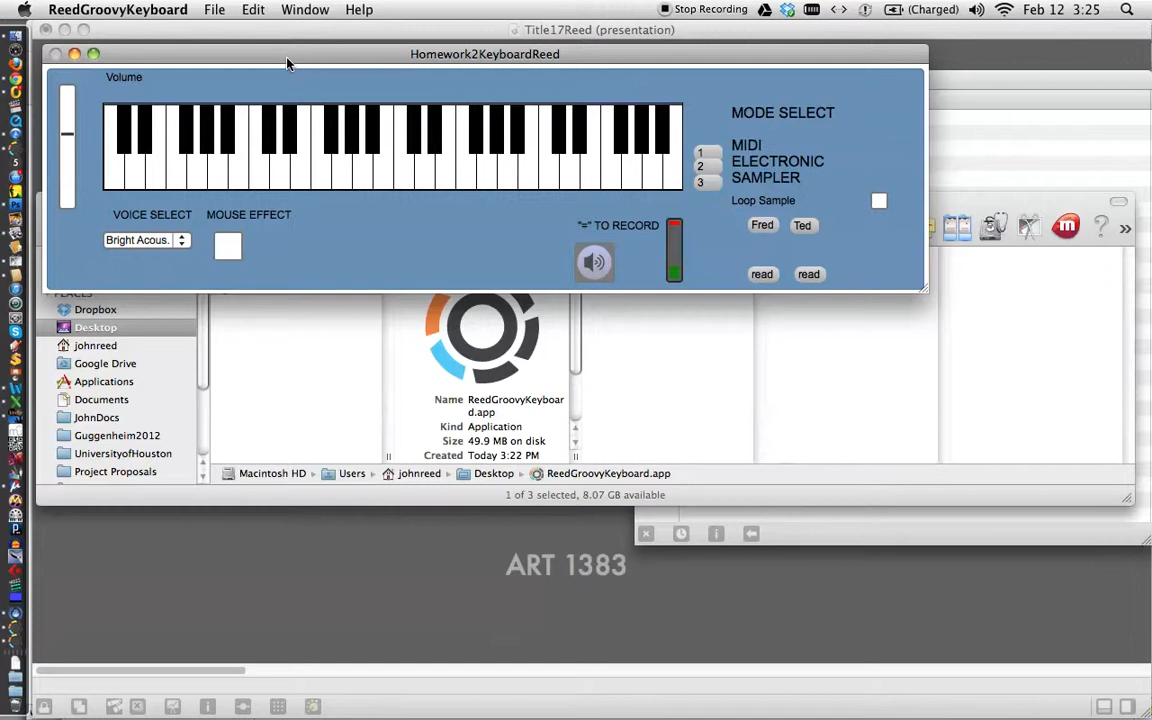 ReedGroovyKeyboard File Edit Window Help
Stop Recording (Charged) Feb 12 3:25
Title17Reed (presentation)
Homework2KeyboardReed
Volume
MODE SELECT
1 MIDI
2 ELECTRONIC
3 SAMPLER
Loop Sample
VOICE SELECT MOUSE EFFECT
"=" TO RECORD
Fred Ted
Bright Acous.
read read
PLACES
Dropbox
Desktop
johnreed
Google Drive
Applications
Documents
JohnDocs
Guggenheim2012
UniversityofHouston
Project Proposals
Name ReedGroovyKeyboar
d.app
Kind Application
Size 49.9 MB on disk
Created Today 3:22 PM
Macintosh HD Users johnreed Desktop ReedGroovyKeyboard.app
1 of 3 selected, 8.07 GB available
ART 1383